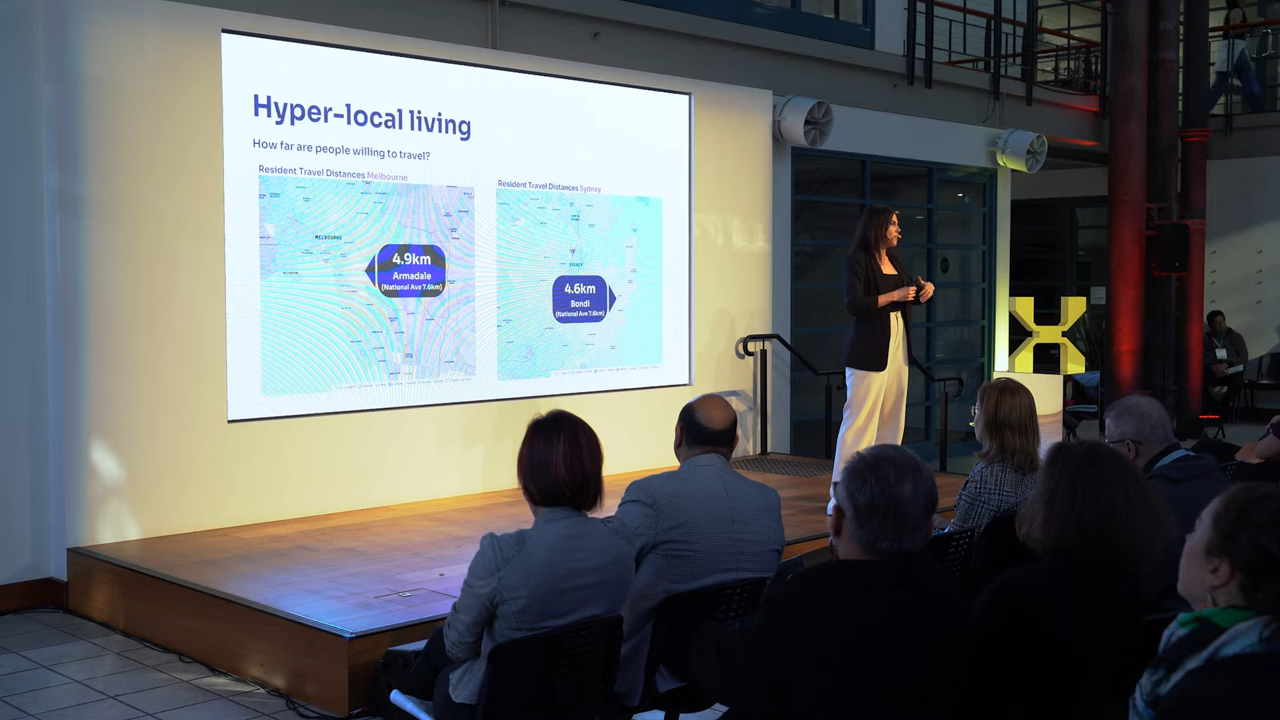 Hyper-local living
How far are people willing to travel?
Resident Travel Distances Melbourne
MELBOURNE
4.9km
Armadale
(National Ave 7.6km)
Resident Travel Distances Sydney
SYDNEY
4.6km
Bondi
(National Ave 7.6km)